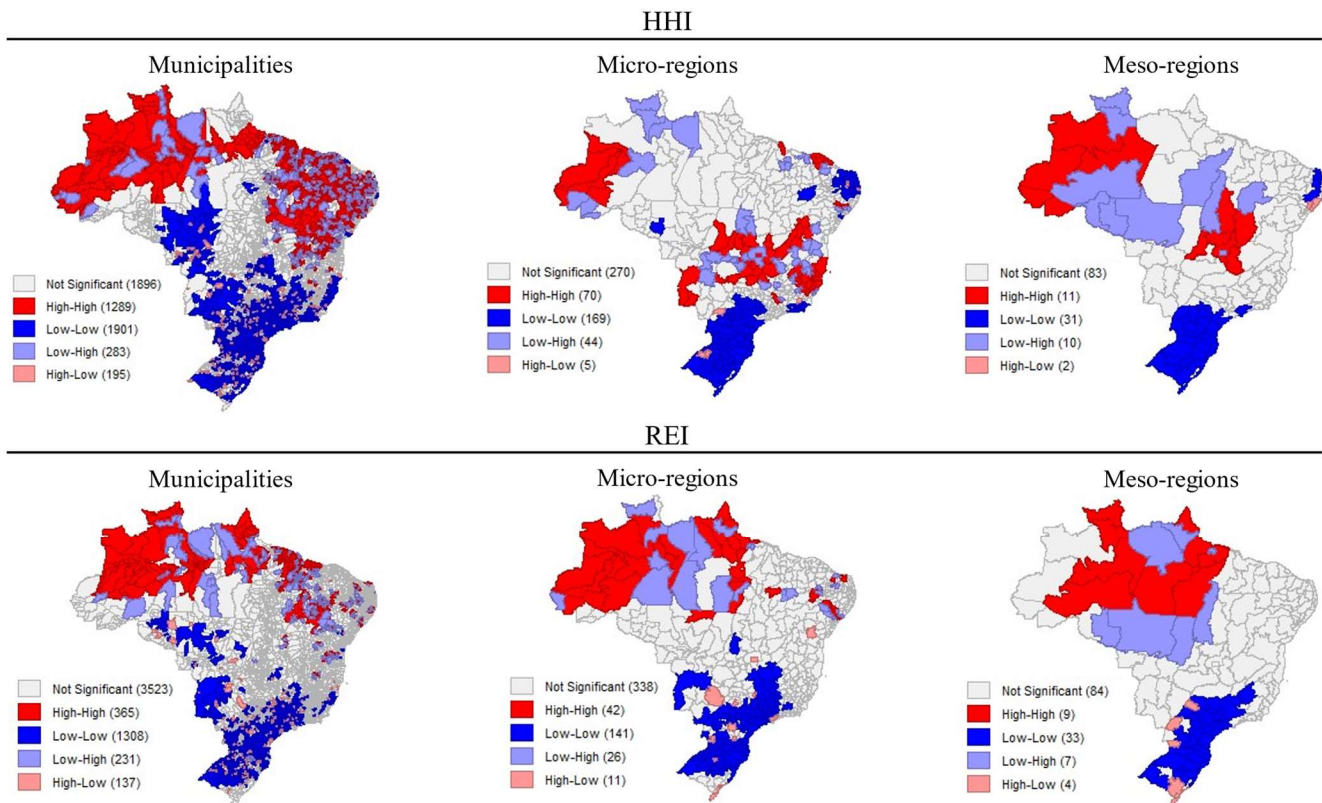 HHI
Municipalities
Micro-regions
Meso-regions
Not Significant (1896)
High-High (1289)
Low-Low (1901)
Low-High (283)
High-Low (195)
Not Significant (270)
High-High (70)
Low-Low (169)
Low-High (44)
High-Low (5)
Not Significant (83)
High-High (11)
Low-Low (31)
Low-High (10)
High-Low (2)
REI
Municipalities
Micro-regions
Meso-regions
Not Significant (3523)
High-High (365)
Low-Low (1308)
Low-High (231)
High-Low (137)
Not Significant (338)
High-High (42)
Low-Low (141)
Low-High (26)
High-Low (11)
Not Significant (84)
High-High (9)
Low-Low (33)
Low-High (7)
High-Low (4)